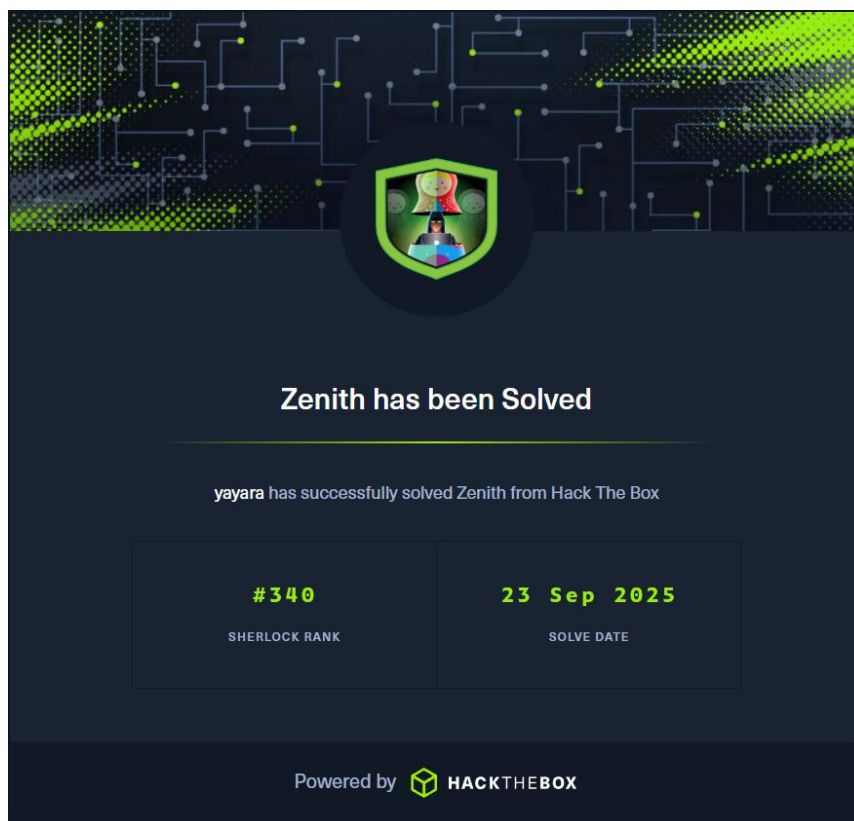 Zenith has been Solved
yayara has successfully solved Zenith from Hack The Box
#340
SHERLOCK RANK
23 Sep 2025
SOLVE DATE
Powered by HACKTHEBOX